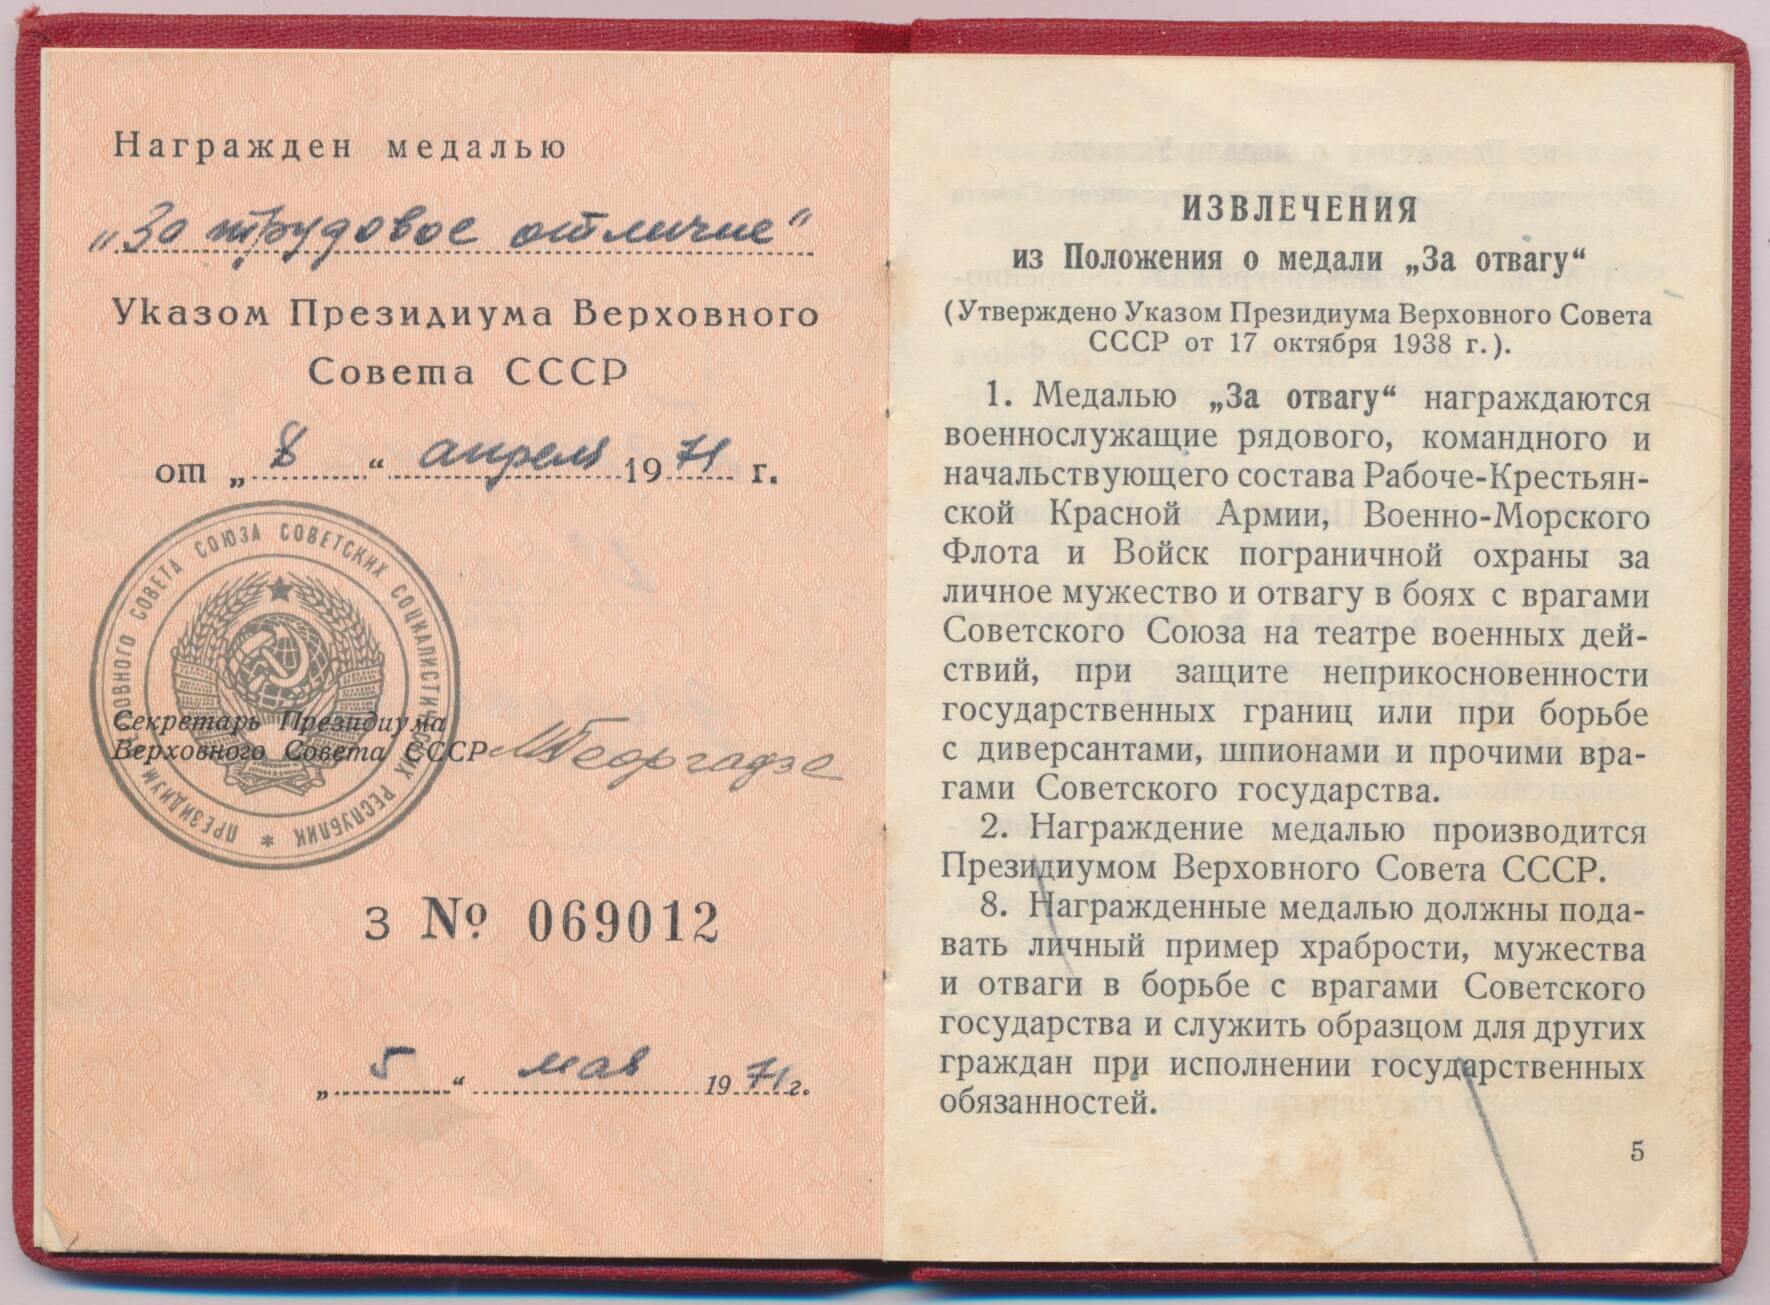 Награжден медалью
„За трудовое отличие“
Указом Президиума Верховного
Совета СССР
от „8“ апреля 1971 г.
ПРЕЗИДИУМ ВЕРХОВНОГО СОВЕТА СОЮЗА СОВЕТСКИХ СОЦИАЛИСТИЧЕСКИХ РЕСПУБЛИК *
Секретарь Президиума
Верховного Совета СССР МГеоргадзе
З № 069012
„5“ мая 1971 г.
ИЗВЛЕЧЕНИЯ
из Положения о медали „За отвагу“
(Утверждено Указом Президиума Верховного Совета
СССР от 17 октября 1938 г.).
1. Медалью „За отвагу“ награждаются
военнослужащие рядового, командного и
начальствующего состава Рабоче-Крестьян-
ской Красной Армии, Военно-Морского
Флота и Войск пограничной охраны за
личное мужество и отвагу в боях с врагами
Советского Союза на театре военных дей-
ствий, при защите неприкосновенности
государственных границ или при борьбе
с диверсантами, шпионами и прочими вра-
гами Советского государства.
2. Награждение медалью производится
Президиумом Верховного Совета СССР.
8. Награжденные медалью должны пода-
вать личный пример храбрости, мужества
и отваги в борьбе с врагами Советского
государства и служить образцом для других
граждан при исполнении государственных
обязанностей.
5